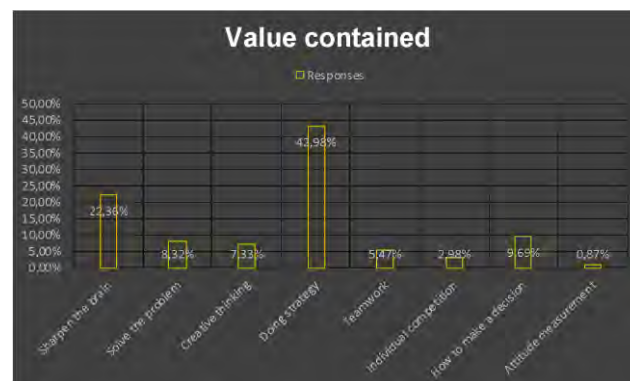 Value contained
Responses
50,00%
45,00%
40,00%
35,00%
30,00%
25,00%
20,00%
15,00%
10,00%
5,00%
0,00%
22,36%
8,32%
7,33%
42,98%
5,47%
2,98%
9,69%
0,87%
Sharpen the brain
Solve the problem
Creative thinking
Doing strategy
Teamwork
Individual competition
How to make a decision
Attitude measurement